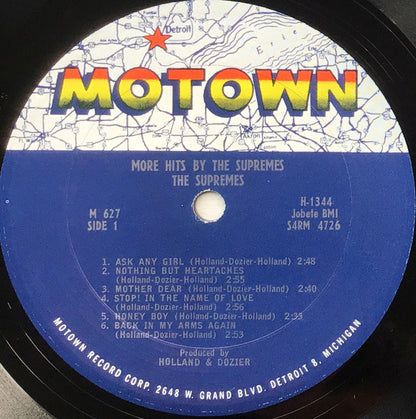 Detroit
Erie
MOTOWN
MORE HITS BY THE SUPREMES
THE SUPREMES
M 627
SIDE 1
H-1344
Jobete BMI
S4RM 4726
1. ASK ANY GIRL (Holland-Dozier-Holland) 2:48
2. NOTHING BUT HEARTACHES
(Holland-Dozier-Holland) 2:55
3. MOTHER DEAR (Holland-Dozier-Holland) 2:40
4. STOP! IN THE NAME OF LOVE
(Holland-Dozier-Holland) 2:56
5. HONEY BOY (Holland-Dozier-Holland) 2:33
6. BACK IN MY ARMS AGAIN
(Holland-Dozier-Holland) 2:53
Produced by
HOLLAND & DOZIER
MOTOWN RECORD CORP. 2648 W. GRAND BLVD. DETROIT 8, MICHIGAN